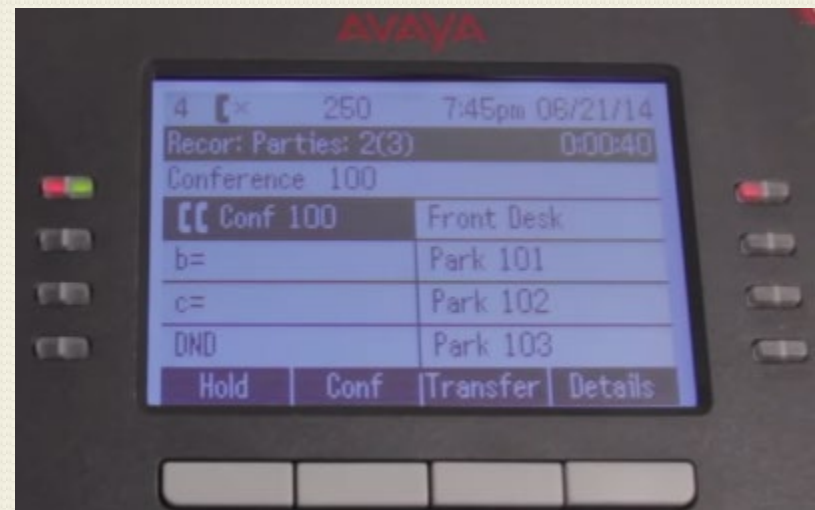 AVAYA
4 250 7:45pm 06/21/14
Recor: Parties: 2(3) 0:00:40
Conference 100
Conf 100 Front Desk
b= Park 101
c= Park 102
DND Park 103
Hold Conf Transfer Details